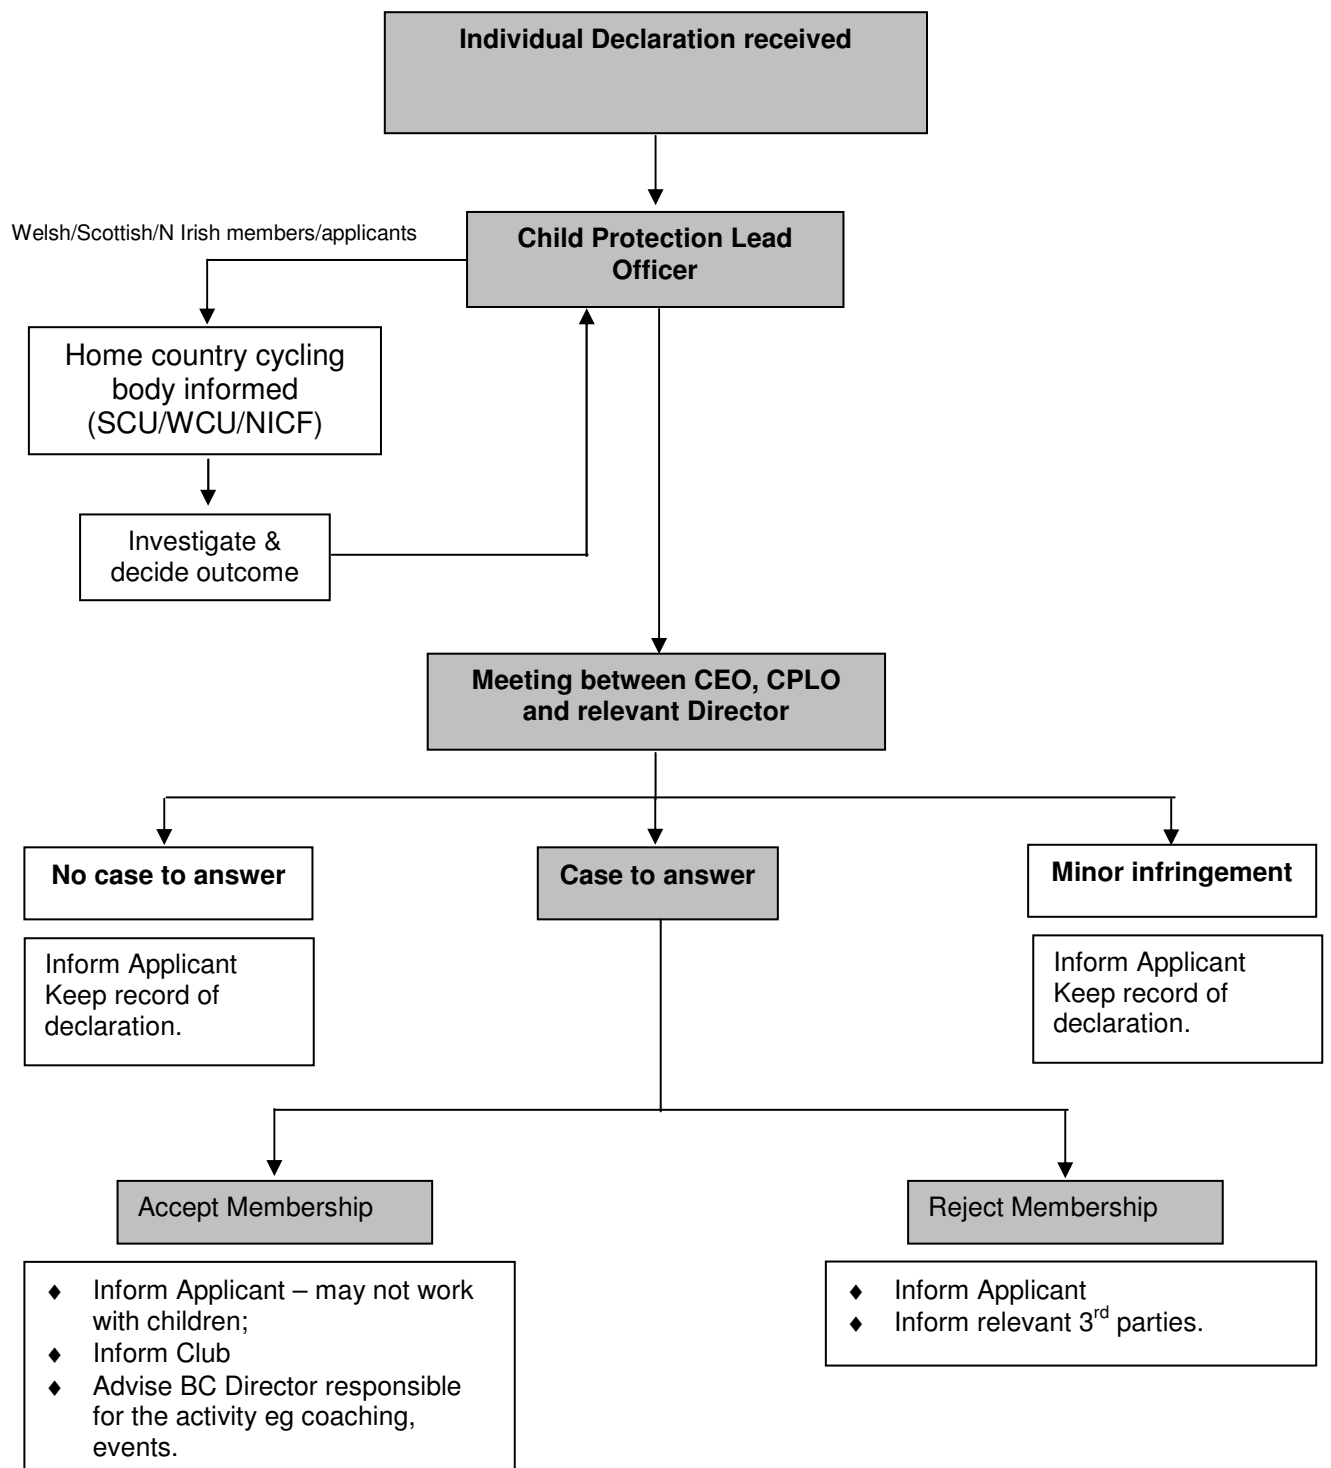 Individual Declaration received
Welsh/Scottish/N Irish members/applicants
Child Protection Lead
Officer
Home country cycling
body informed
(SCU/WCU/NICF)
Investigate &
decide outcome
Meeting between CEO, CPLO
and relevant Director
No case to answer
Case to answer
Minor infringement
Inform Applicant
Keep record of
declaration.
Inform Applicant
Keep record of
declaration.
Accept Membership
Reject Membership
♦ Inform Applicant – may not work
with children;
♦ Inform Club
♦ Advise BC Director responsible
for the activity eg coaching,
events.
♦ Inform Applicant
♦ Inform relevant 3rd parties.